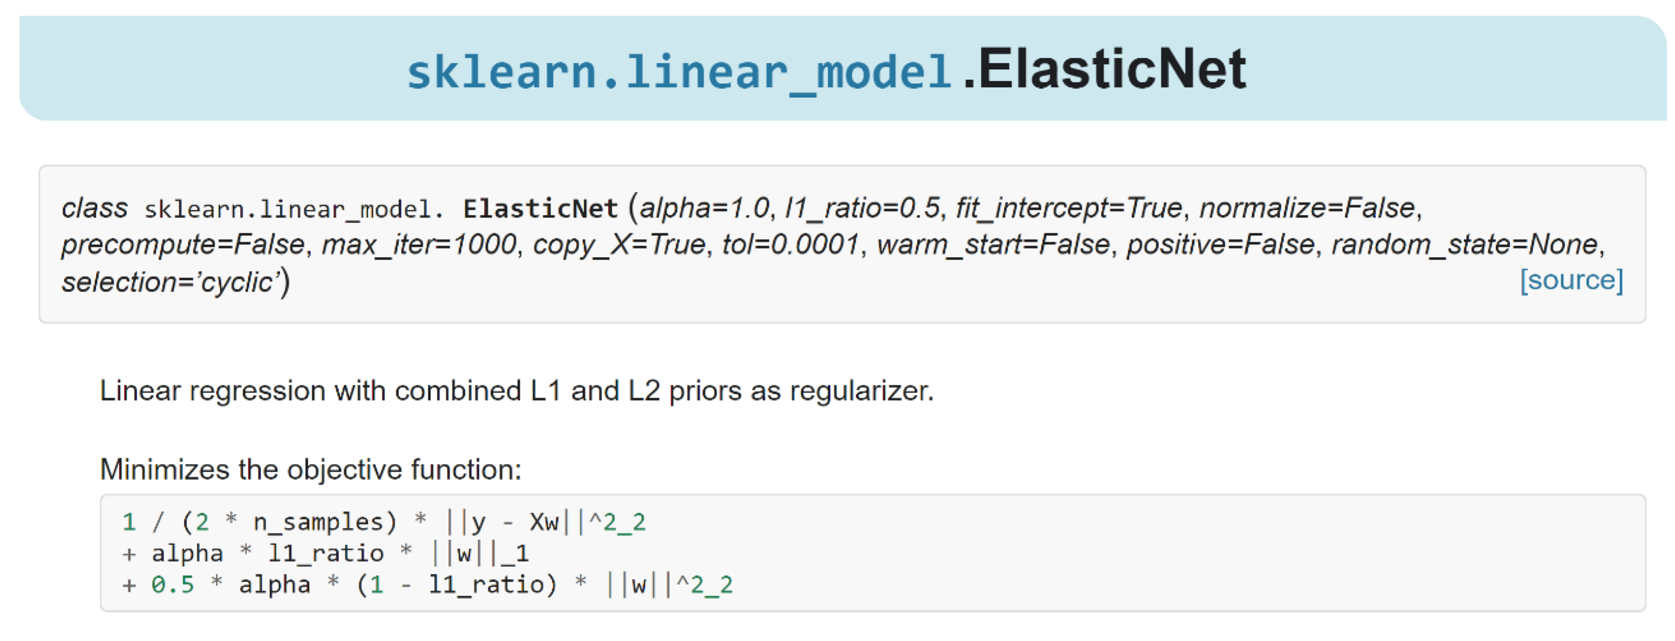 sklearn.linear_model.ElasticNet
class sklearn.linear_model. ElasticNet (alpha=1.0, l1_ratio=0.5, fit_intercept=True, normalize=False,
precompute=False, max_iter=1000, copy_X=True, tol=0.0001, warm_start=False, positive=False, random_state=None,
selection=’cyclic’)
[source]
Linear regression with combined L1 and L2 priors as regularizer.
Minimizes the objective function:
1 / (2 * n_samples) * ||y - Xw||^2_2
+ alpha * l1_ratio * ||w||_1
+ 0.5 * alpha * (1 - l1_ratio) * ||w||^2_2